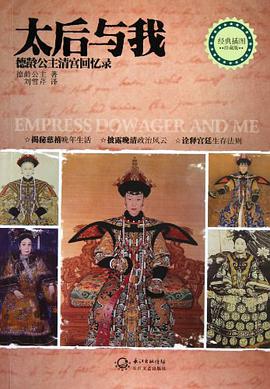 太后与我
德龄公主清宫回忆录
德龄公主 著
刘雪芹 译
经典插图
珍藏版
EMPRESS DOWAGER AND ME
☆揭秘慈禧晚年生活 ☆披露晚清政治风云 ☆诠释宫廷生存法则
长江出版传媒
长江文艺出版社